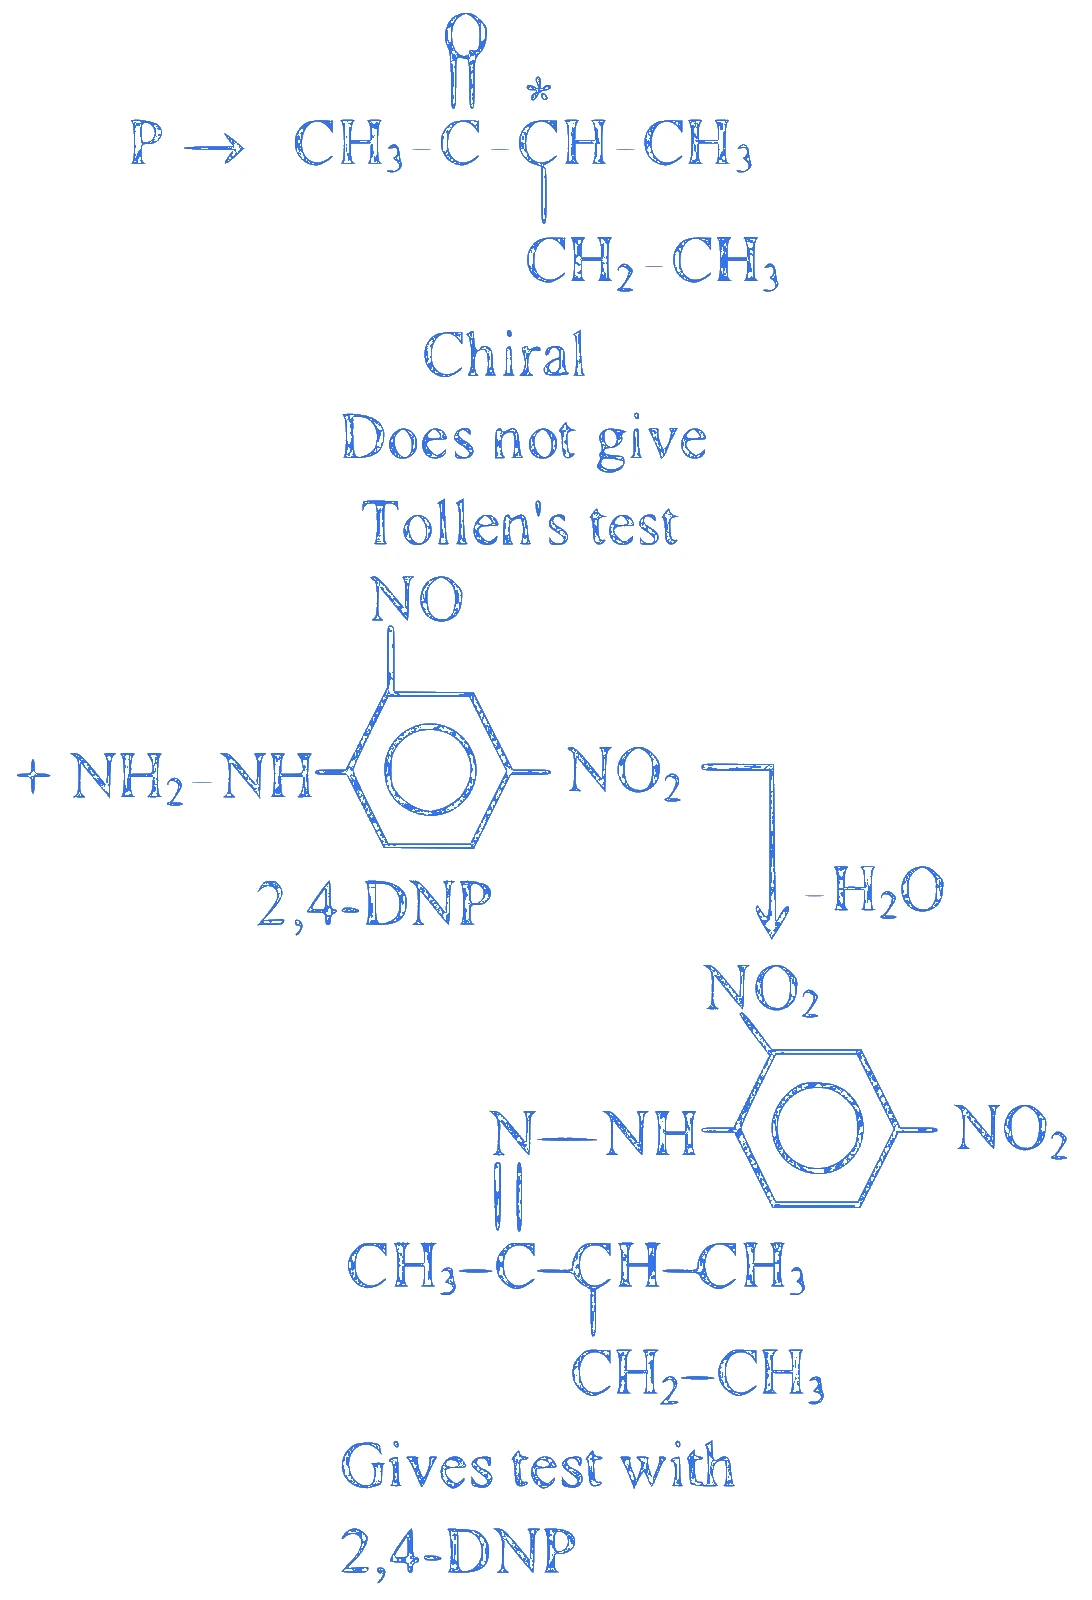 O
*
P → CH₃ – C – CH – CH₃
CH₂ – CH₃
Chiral
Does not give
Tollen's test
NO
+ NH₂ – NH NO₂
2,4-DNP
– H₂O
NO₂
N — NH NO₂
CH₃ – C – CH – CH₃
CH₂ – CH₃
Gives test with
2,4-DNP